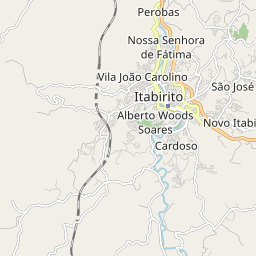 Perobas
Nossa Senhora
de Fátima
Vila João Carolino
São José
Itabirito
Alberto Woods
Soares
Novo Itabi
Cardoso